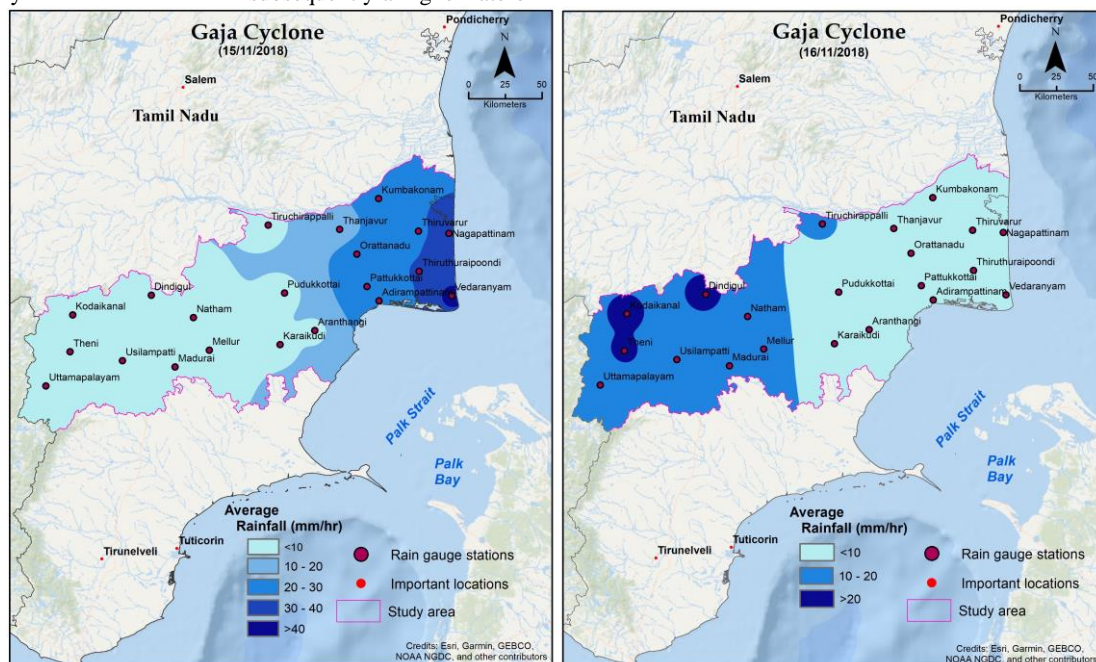 subsequently
Gaja Cyclone
(15/11/2018)
Pondicherry
N
50 25 0 50
Kilometers
Salem
Tamil Nadu
Kumbakonam
Tiruchirappalli
Thanjavur
Thiruvarur
Nagapattinam
Orattanadu
Thiruthuraipoondi
Pattukkottai
Dindigul
Pudukkottai
Adirampattinam
Vedaranyam
Kodaikanal
Natham
Aranthangi
Theni
Usilampatti
Mellur
Karaikudi
Madurai
Uttamapalayam
Palk Strait
Palk
Bay
Tirunelveli
Tuticorin
Average
Rainfall (mm/hr)
<10
10 - 20
20 - 30
30 - 40
>40
Rain gauge stations
Important locations
Study area
Credits: Esri, Garmin, GEBCO,
NOAA NGDC, and other contributors
Gaja Cyclone
(16/11/2018)
Pondicherry
N
50 25 0 50
Kilometers
Salem
Tamil Nadu
Kumbakonam
Tiruchirappalli
Thanjavur
Thiruvarur
Nagapattinam
Orattanadu
Thiruthuraipoondi
Pattukkottai
Dindigul
Pudukkottai
Adirampattinam
Vedaranyam
Kodaikanal
Natham
Aranthangi
Theni
Usilampatti
Mellur
Karaikudi
Madurai
Uttamapalayam
Palk Strait
Palk
Bay
Tirunelveli
Tuticorin
Average
Rainfall (mm/hr)
<10
10 - 20
>20
Rain gauge stations
Important locations
Study area
Credits: Esri, Garmin, GEBCO,
NOAA NGDC, and other contributors